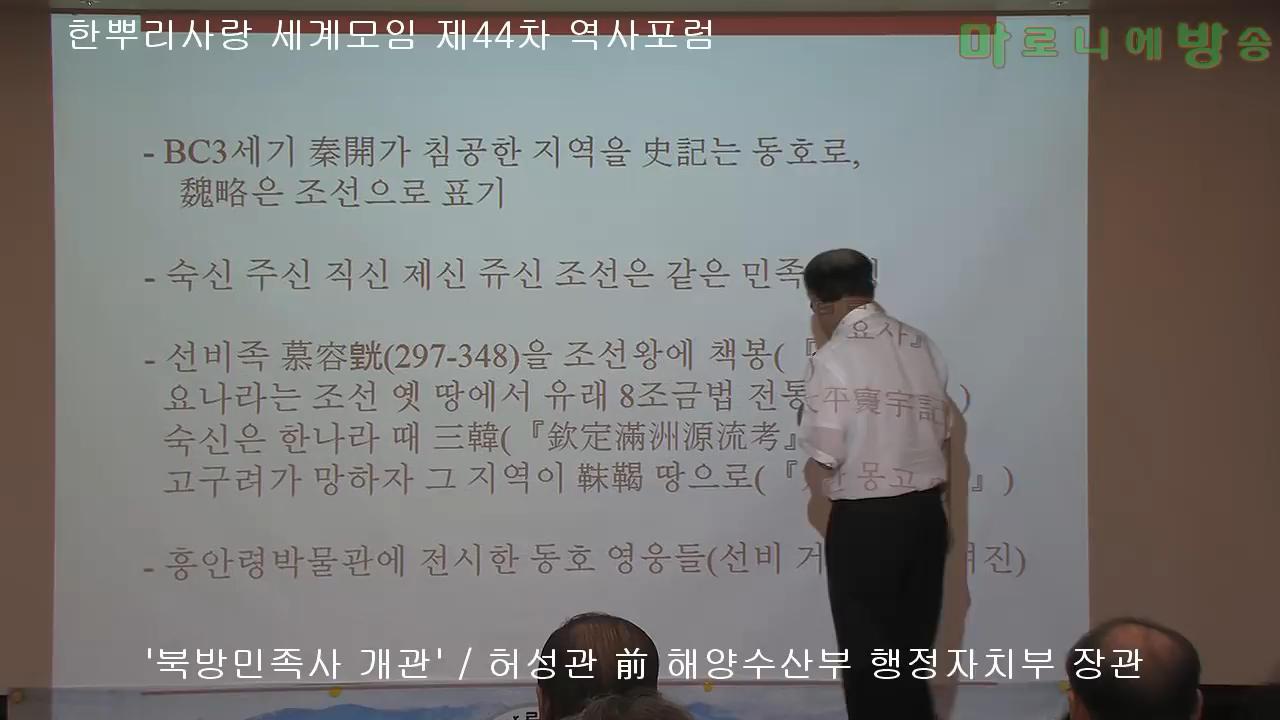 한뿌리사랑 세계모임 제44차 역사포럼
마로니에방송
- BC3세기 秦開가 침공한 지역을 史記는 동호로,
魏略은 조선으로 표기
- 숙신 주신 직신 제신 쥬신 조선은 같은 민족
- 선비족 慕容皝(297-348)을 조선왕에 책봉(『 요사』
요나라는 조선 옛 땅에서 유래 8조금법 전통 平寰宇記 )
숙신은 한나라 때 三韓(『欽定滿洲源流考』
고구려가 망하자 그 지역이 靺鞨 땅으로(『 몽고 』)
- 흥안령박물관에 전시한 동호 영웅들(선비 거 려진)
'북방민족사 개관' / 허성관 前 해양수산부 행정자치부 장관